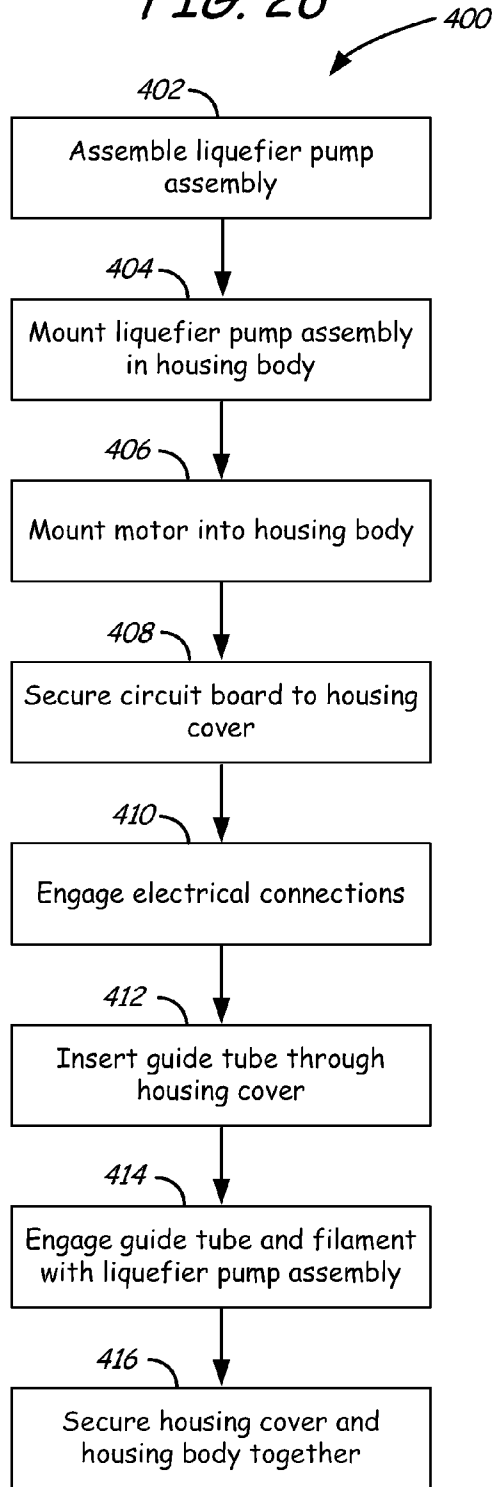 FIG. 20
400
402
Assemble liquefier pump
assembly
404
Mount liquefier pump assembly
in housing body
406
Mount motor into housing body
408
Secure circuit board to housing
cover
410
Engage electrical connections
412
Insert guide tube through
housing cover
414
Engage guide tube and filament
with liquefier pump assembly
416
Secure housing cover and
housing body together